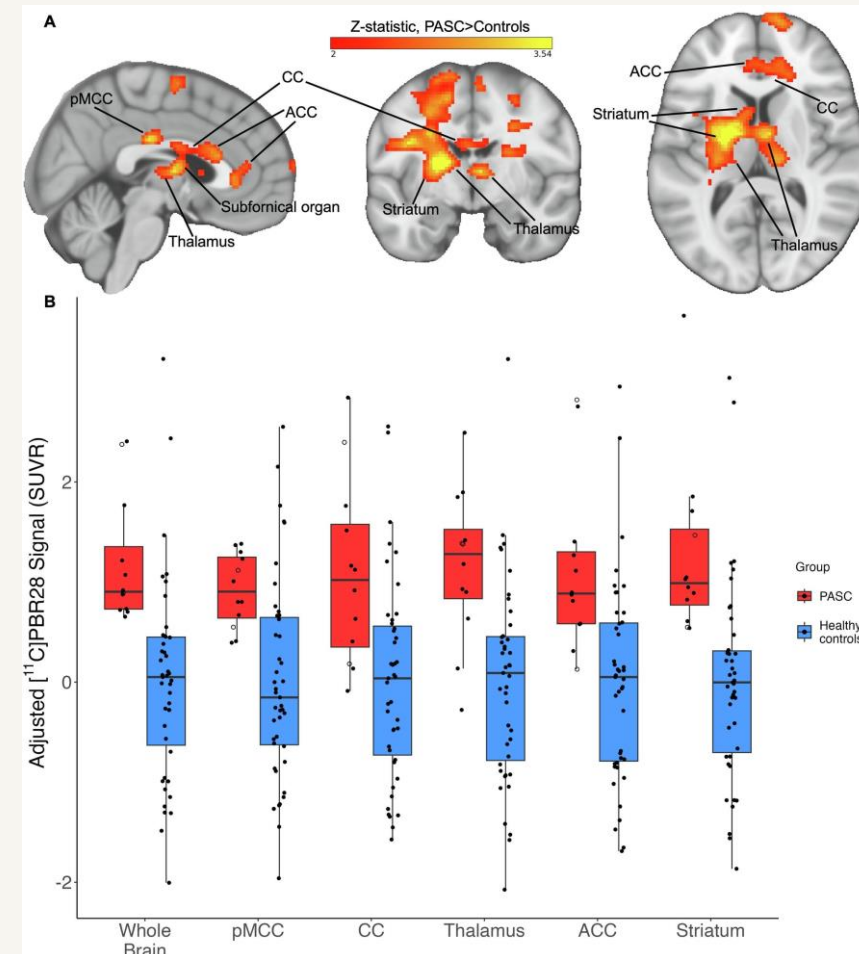 A
Z-statistic, PASC>Controls
2
3.54
pMCC
CC
ACC
Subfornical organ
Thalamus
Striatum
Thalamus
ACC
Striatum
CC
Thalamus
B
Adjusted [¹¹C]PBR28 Signal (SUVR)
2
0
-2
Whole
Brain
pMCC
CC
Thalamus
ACC
Striatum
Group
PASC
Healthy
controls